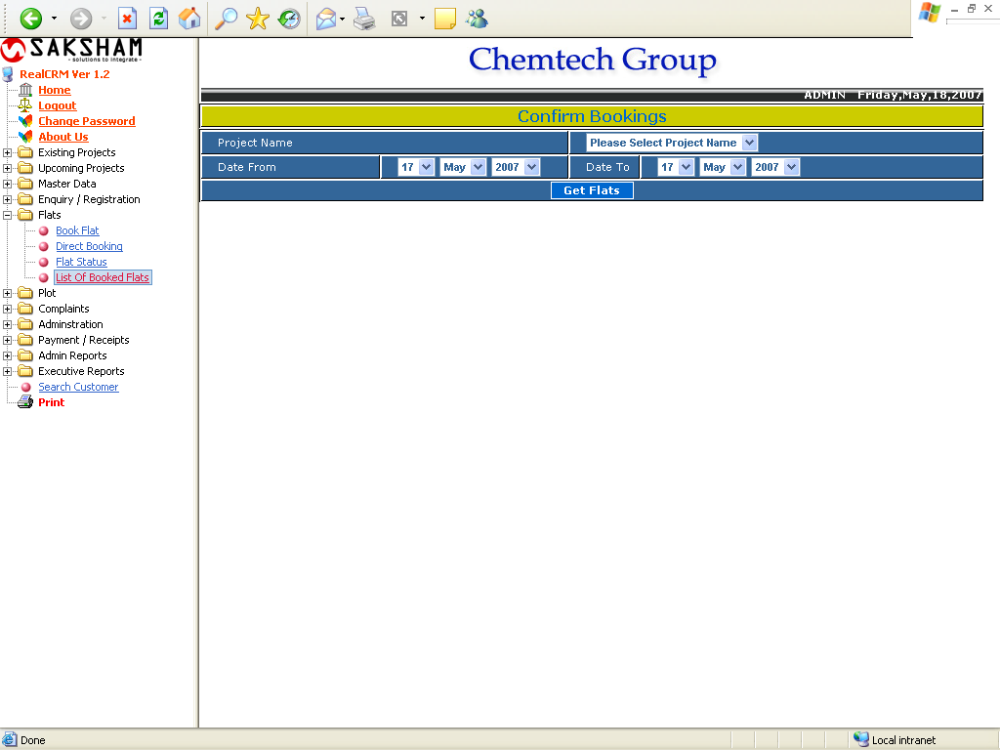 SAKSHAM
- solutions to integrate -
RealCRM Ver 1.2
Home
Logout
Change Password
About Us
Existing Projects
Upcoming Projects
Master Data
Enquiry / Registration
Flats
Book Flat
Direct Booking
Flat Status
List Of Booked Flats
Plot
Complaints
Adminstration
Payment / Receipts
Admin Reports
Executive Reports
Search Customer
Print
Chemtech Group
ADMIN Friday,May,18,2007
Confirm Bookings
Project Name Please Select Project Name
Date From 17 May 2007 Date To 17 May 2007
Get Flats
Done Local intranet